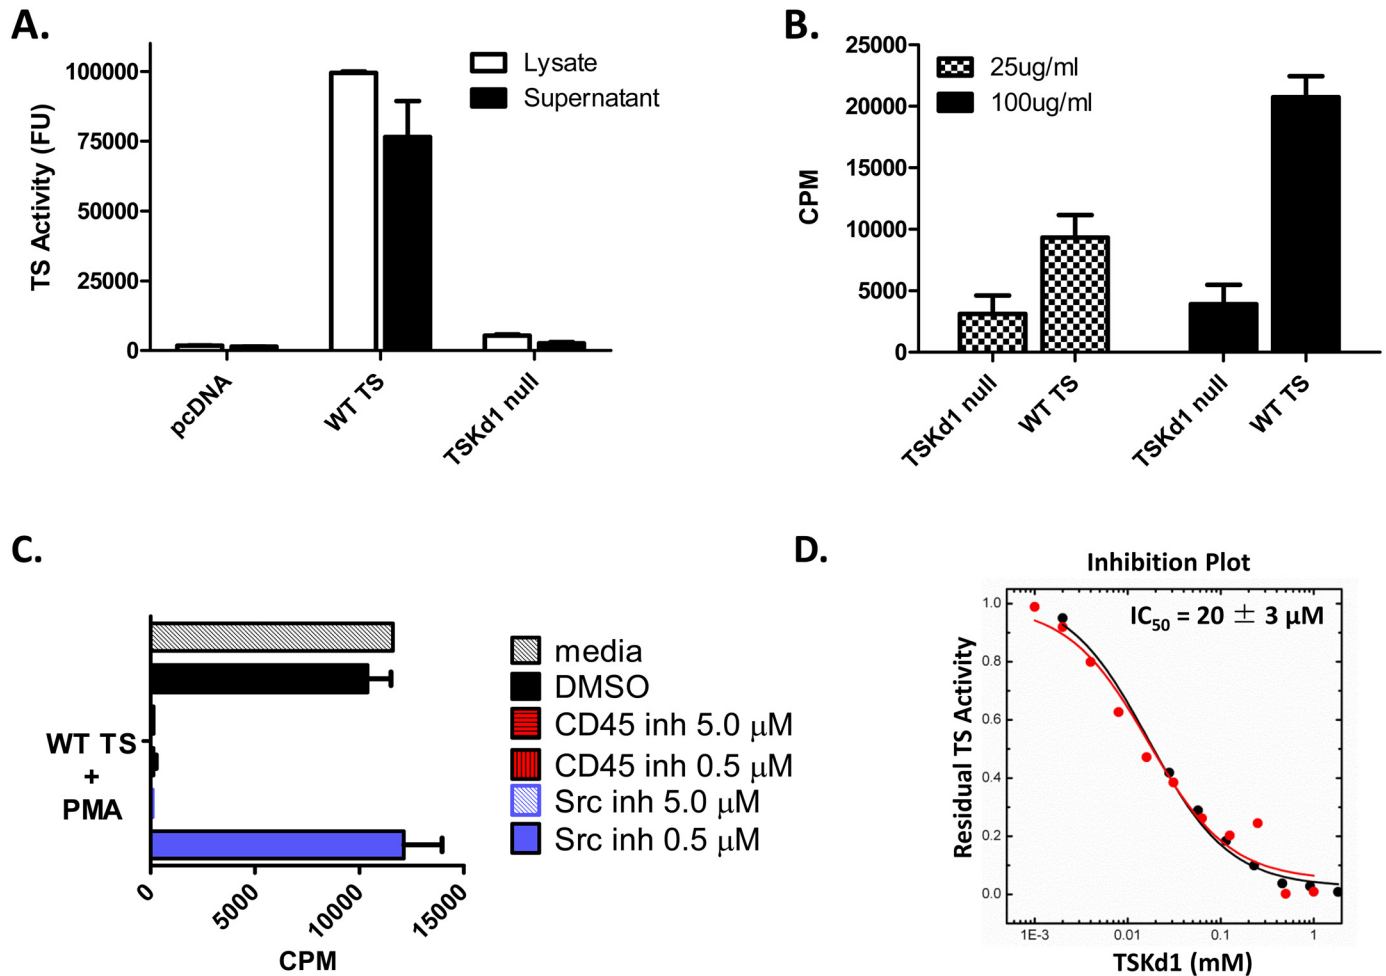 A.
TS Activity (FU)
100000
75000
50000
25000
0
Lysate
Supernatant
pcDNA
WT TS
TSKd1 null
B.
CPM
25000
20000
15000
10000
5000
0
25ug/ml
100ug/ml
TSKd1 null
WT TS
TSKd1 null
WT TS
C.
WT TS
+
PMA
0
5000
10000
15000
CPM
media
DMSO
CD45 inh 5.0 μM
CD45 inh 0.5 μM
Src inh 5.0 μM
Src inh 0.5 μM
D.
Inhibition Plot
IC50 = 20 ± 3 μM
Residual TS Activity
1.0
0.8
0.6
0.4
0.2
0.0
1E-3
0.01
0.1
1
TSKd1 (mM)